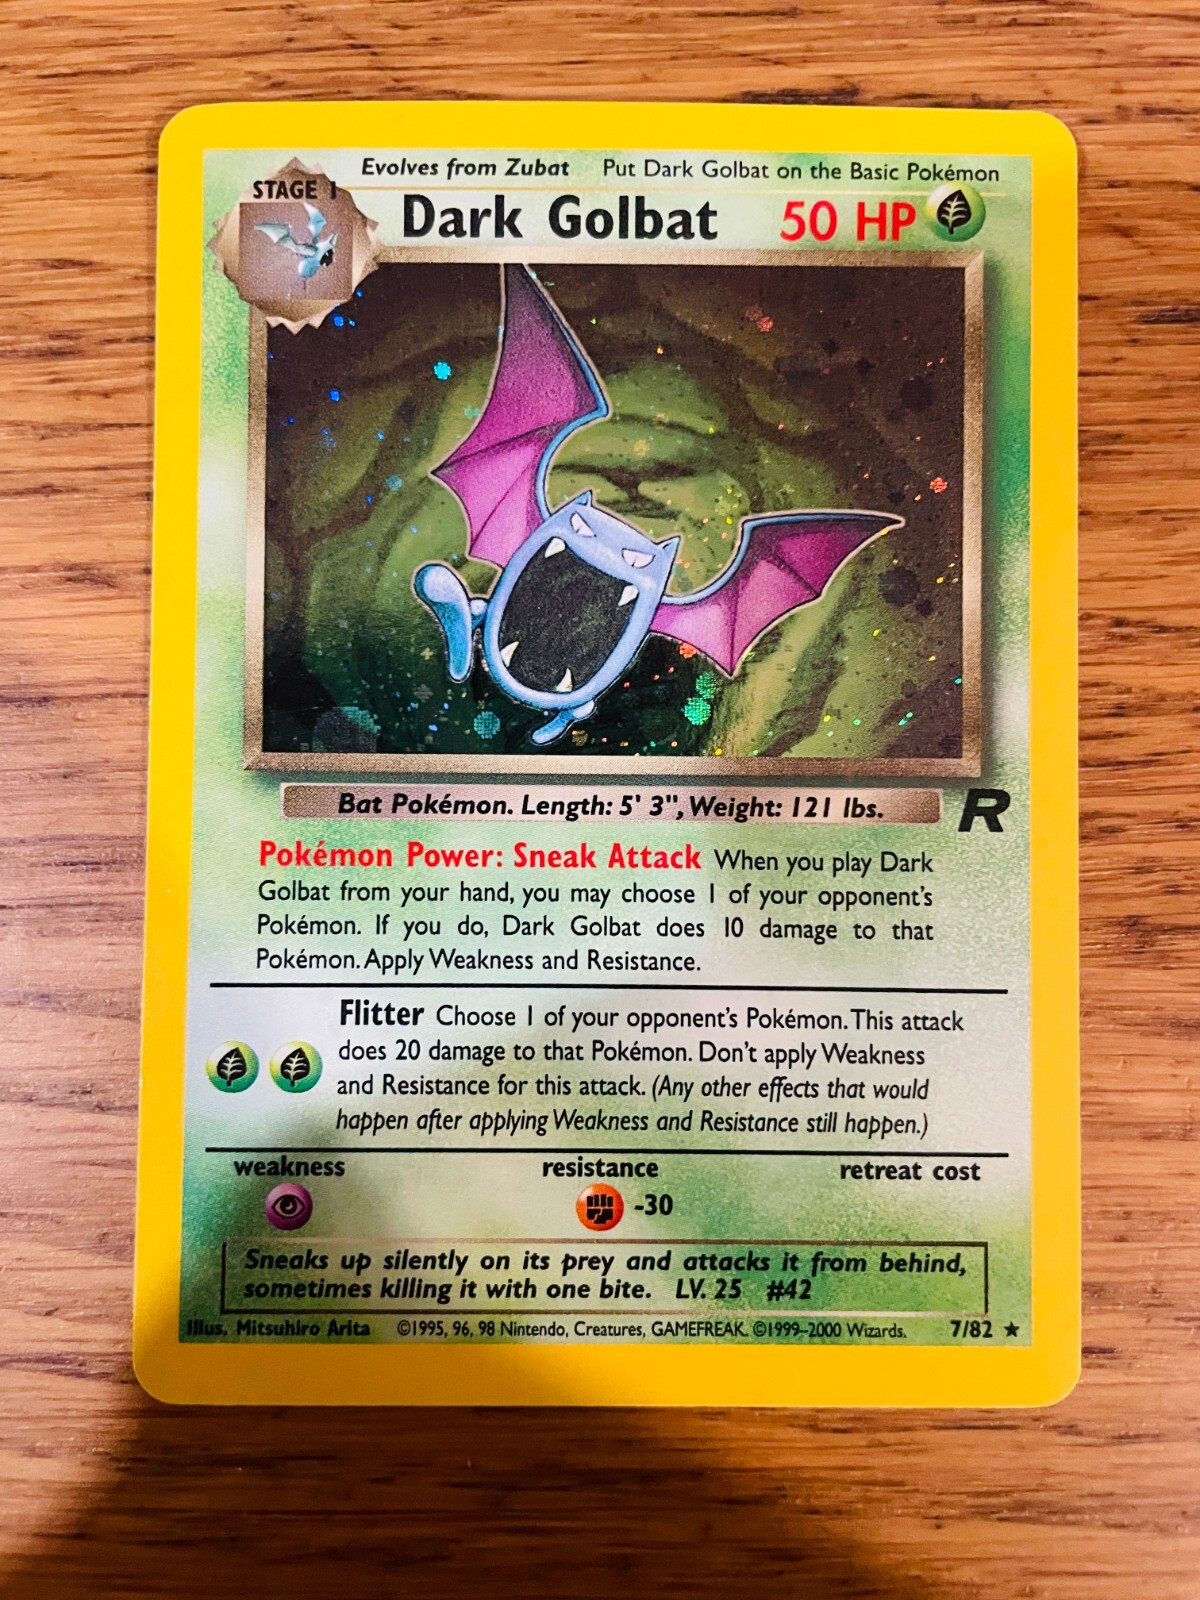 Evolves from Zubat Put Dark Golbat on the Basic Pokémon
STAGE 1
Dark Golbat 50 HP
Bat Pokémon. Length: 5' 3", Weight: 121 lbs.
R
Pokémon Power: Sneak Attack When you play Dark
Golbat from your hand, you may choose 1 of your opponent's
Pokémon. If you do, Dark Golbat does 10 damage to that
Pokémon. Apply Weakness and Resistance.
Flitter Choose 1 of your opponent's Pokémon. This attack
does 20 damage to that Pokémon. Don't apply Weakness
and Resistance for this attack. (Any other effects that would
happen after applying Weakness and Resistance still happen.)
weakness resistance retreat cost
-30
Sneaks up silently on its prey and attacks it from behind,
sometimes killing it with one bite. LV. 25 #42
Illus. Mitsuhiro Arita ©1995, 96, 98 Nintendo, Creatures, GAMEFREAK. ©1999–2000 Wizards. 7/82 ★